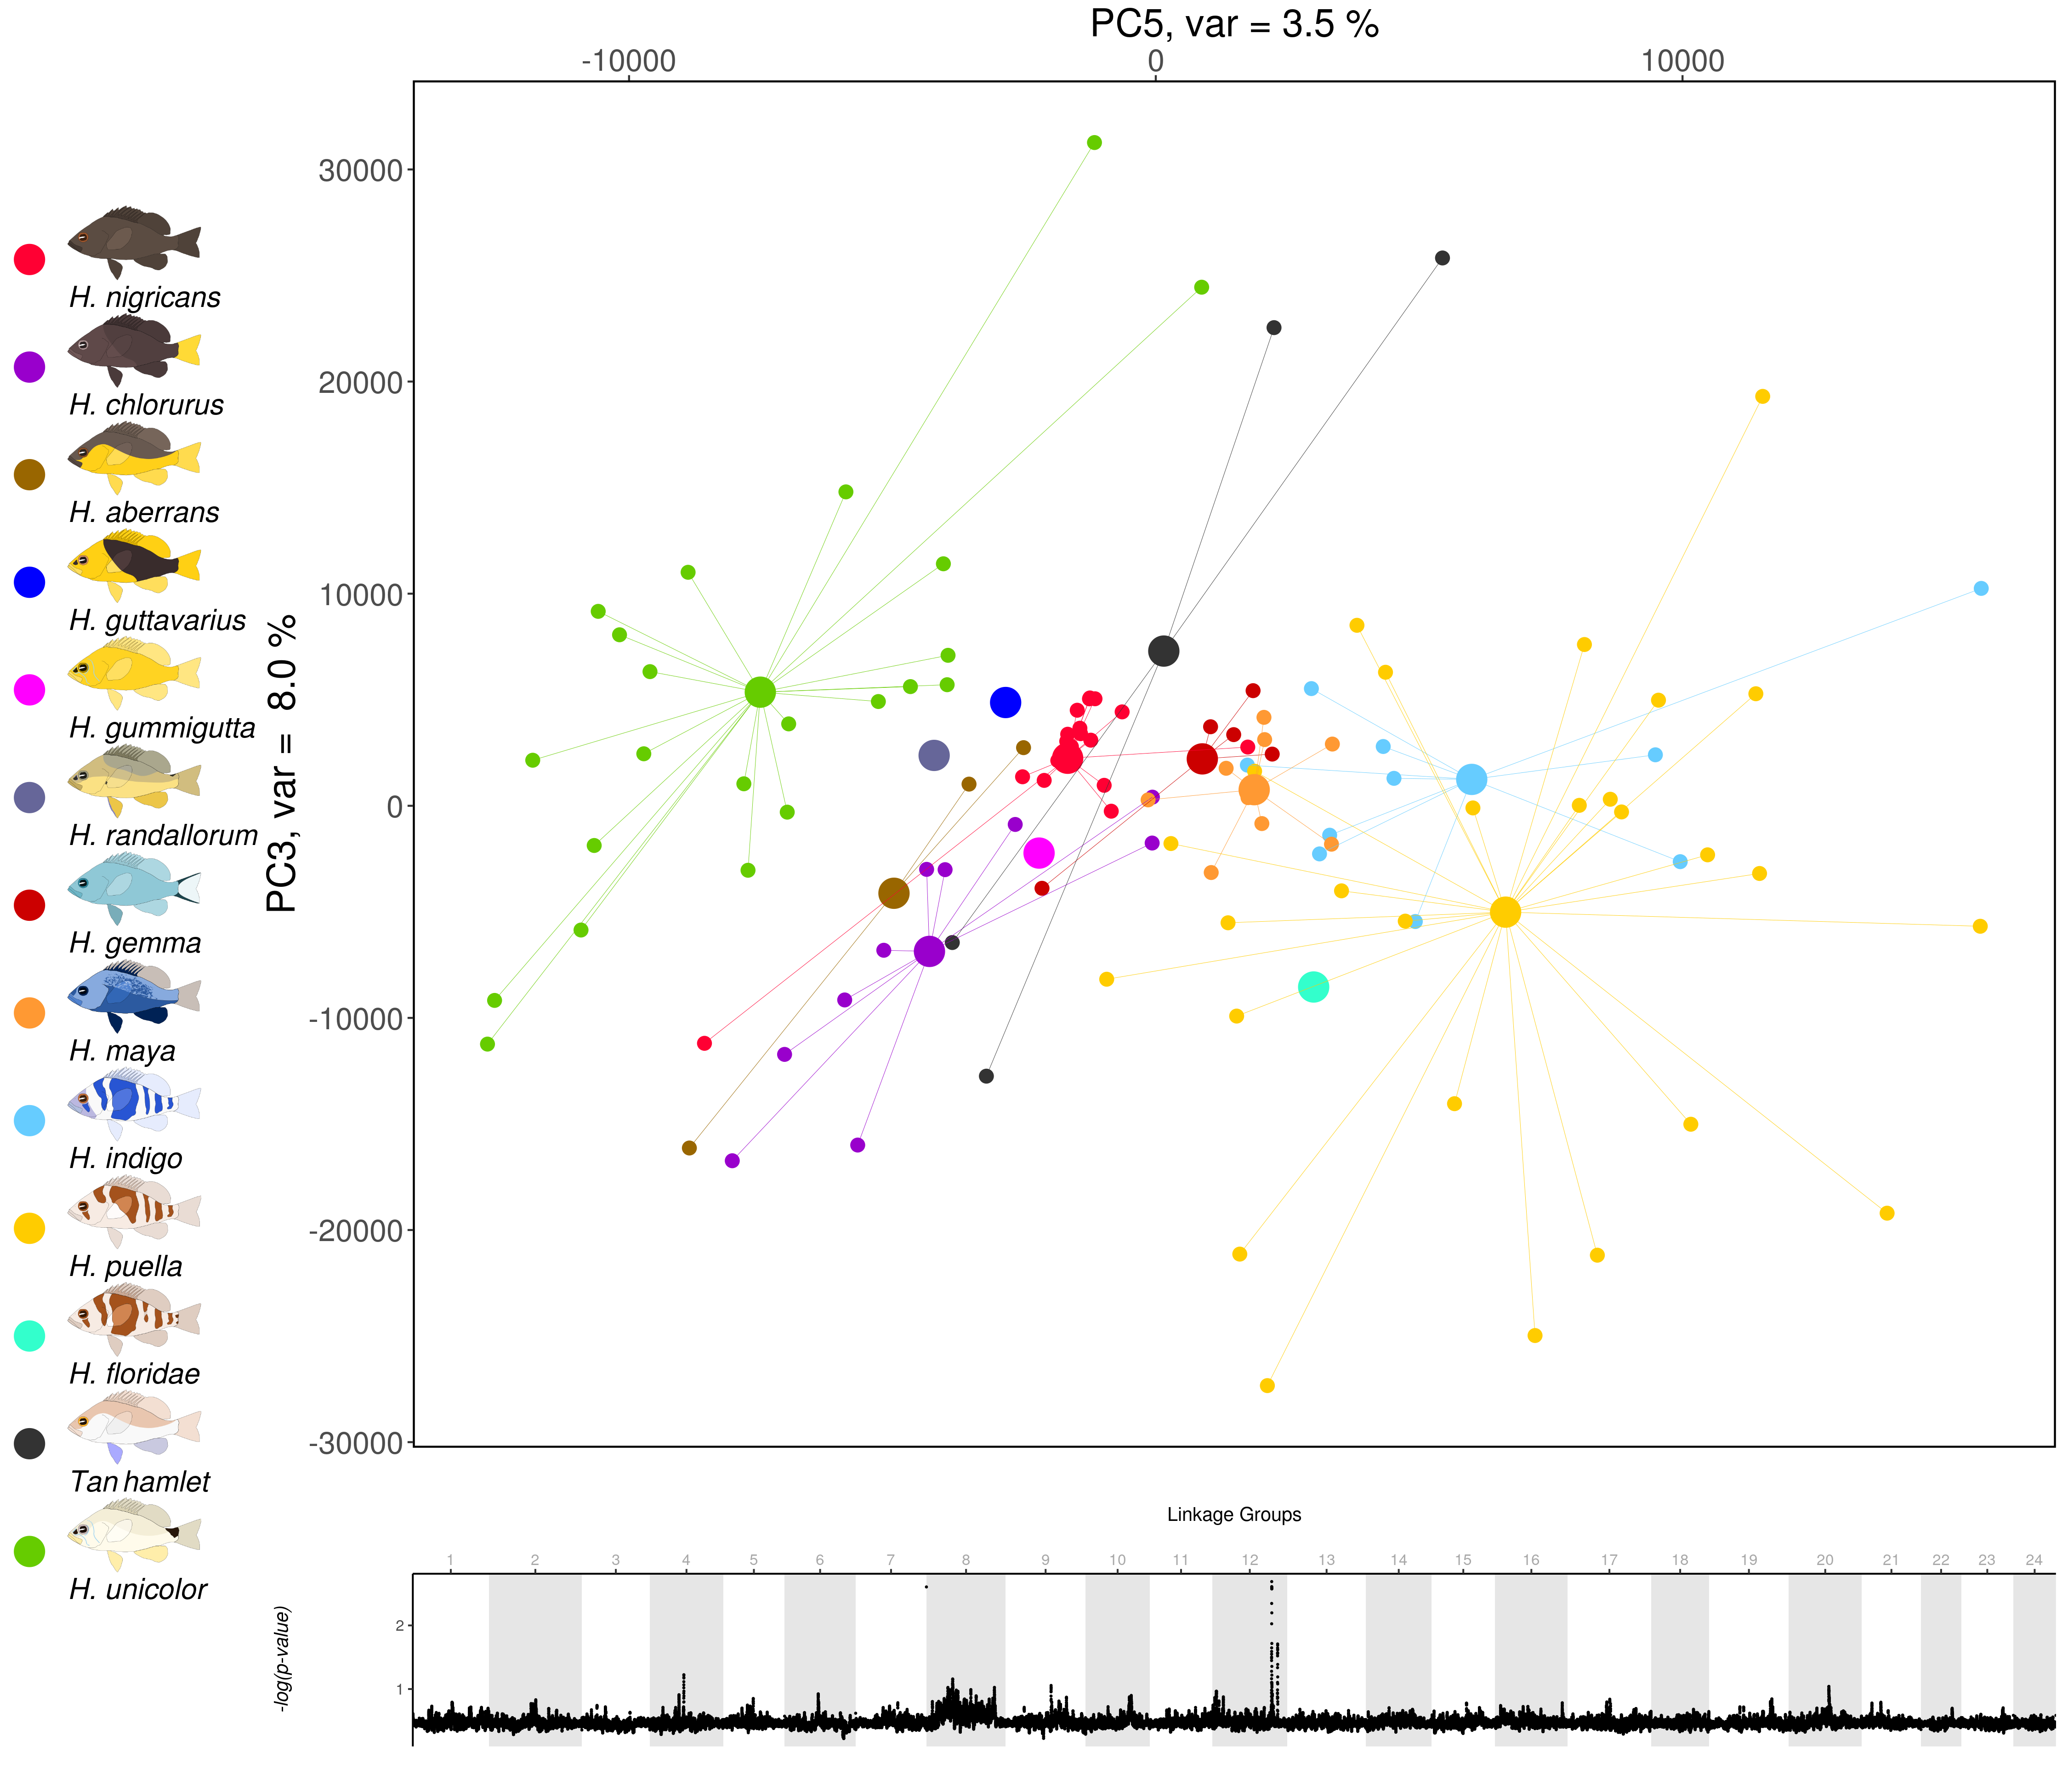 PC5, var = 3.5 %
-10000 0 10000
30000
20000
10000
0
-10000
-20000
-30000
PC3, var = 8.0 %
H. nigricans
H. chlorurus
H. aberrans
H. guttavarius
H. gummigutta
H. randallorum
H. gemma
H. maya
H. indigo
H. puella
H. floridae
Tan hamlet
H. unicolor
Linkage Groups
1 2 3 4 5 6 7 8 9 10 11 12 13 14 15 16 17 18 19 20 21 22 23 24
2
1
-log(p-value)